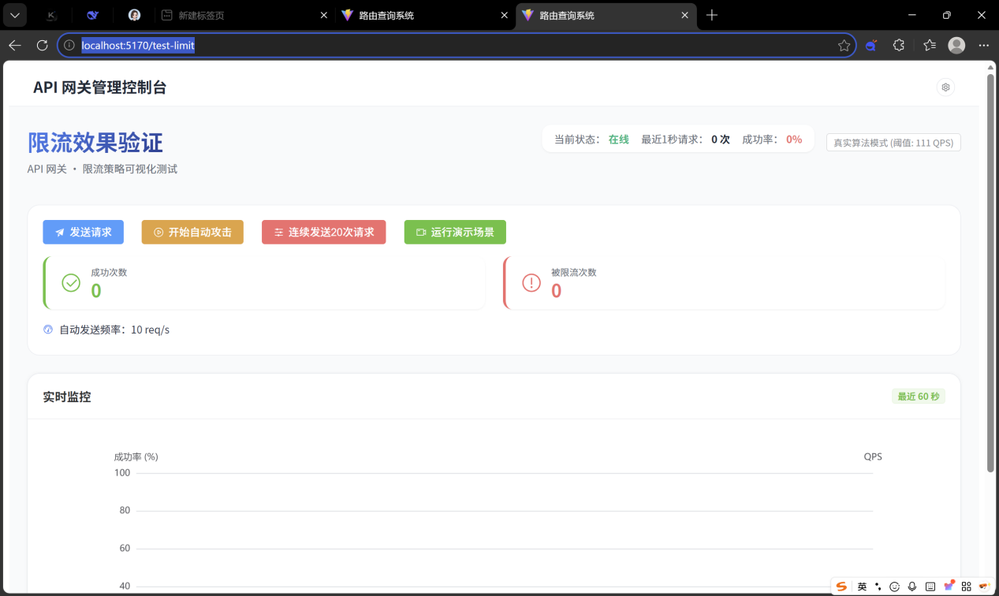 新建标签页
路由查询系统
路由查询系统
localhost:5170/test-limit
API 网关管理控制台
限流效果验证
API 网关 · 限流策略可视化测试
当前状态： 在线 最近1秒请求： 0 次 成功率： 0%
真实算法模式 (阈值: 111 QPS)
发送请求
开始自动攻击
连续发送20次请求
运行演示场景
成功次数
0
被限流次数
0
自动发送频率：10 req/s
实时监控
最近 60 秒
成功率 (%)
QPS
100
80
60
40
英